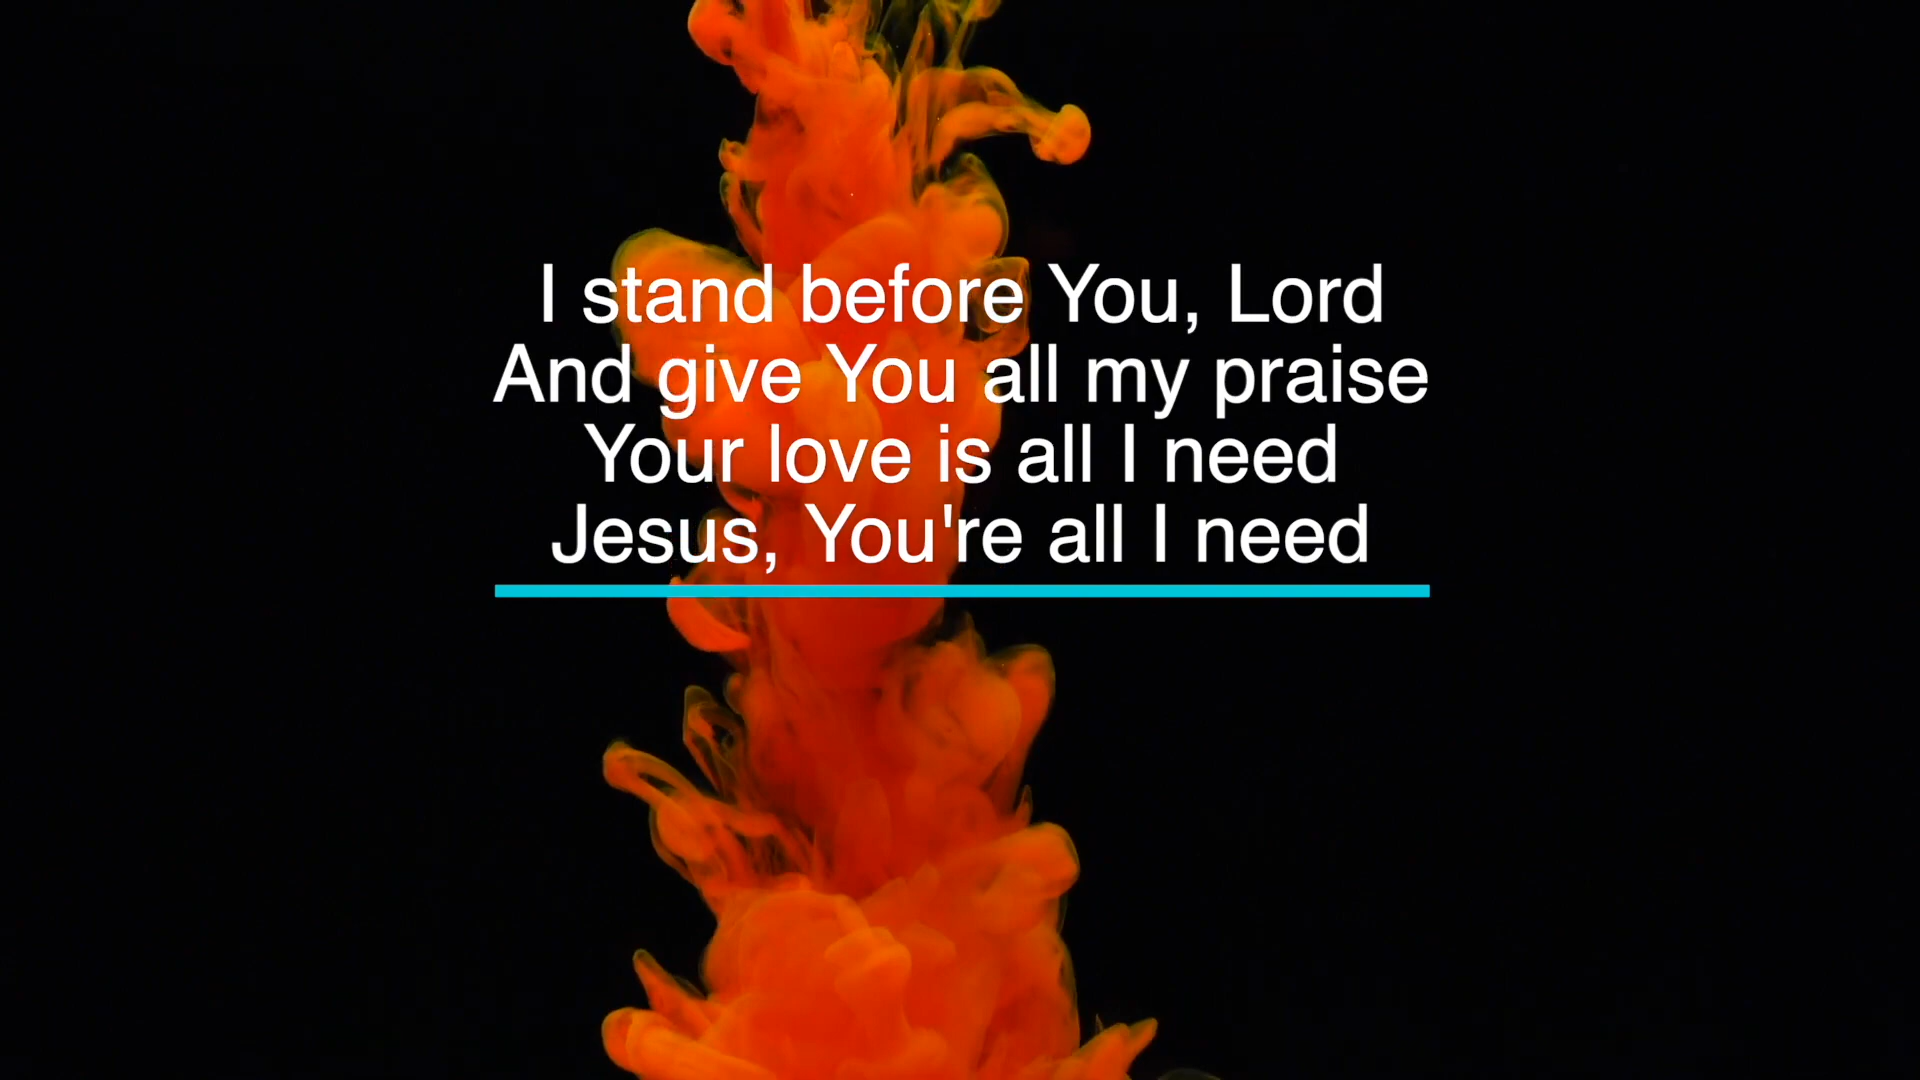 I stand before You, Lord
And give You all my praise
Your love is all I need
Jesus, You're all I need